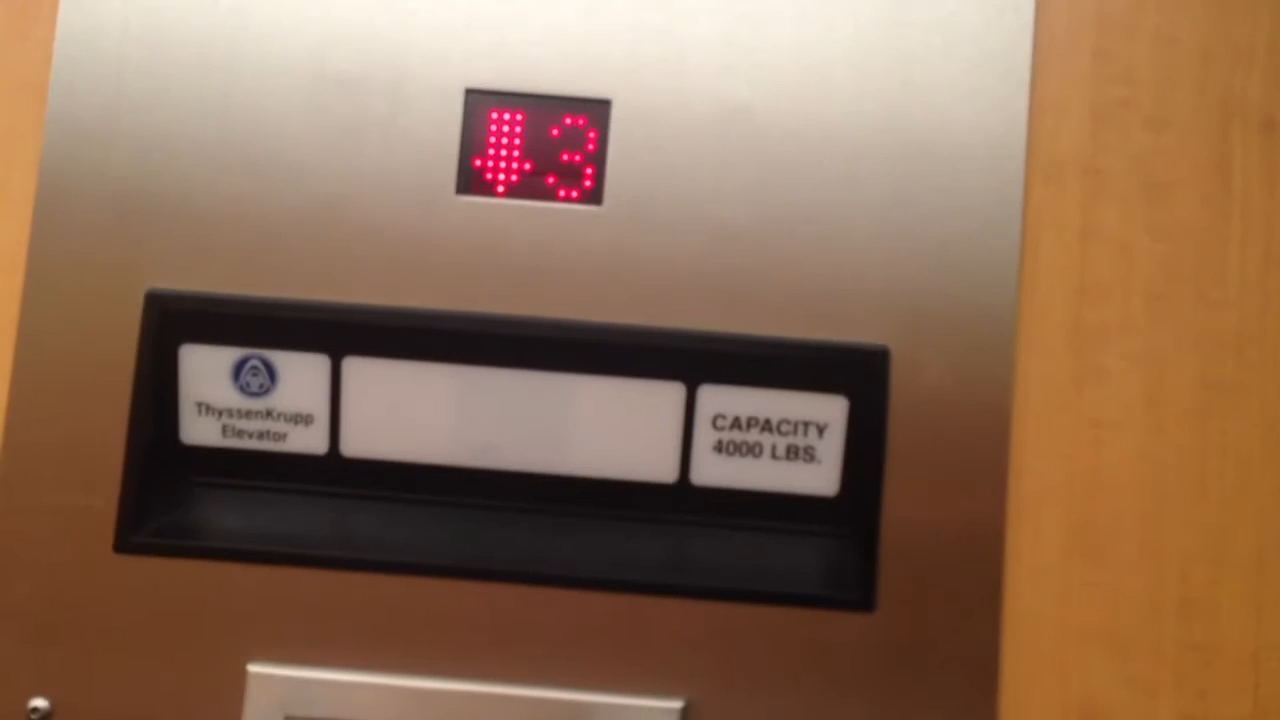 ↓3
ThyssenKrupp
Elevator
CAPACITY
4000 LBS.